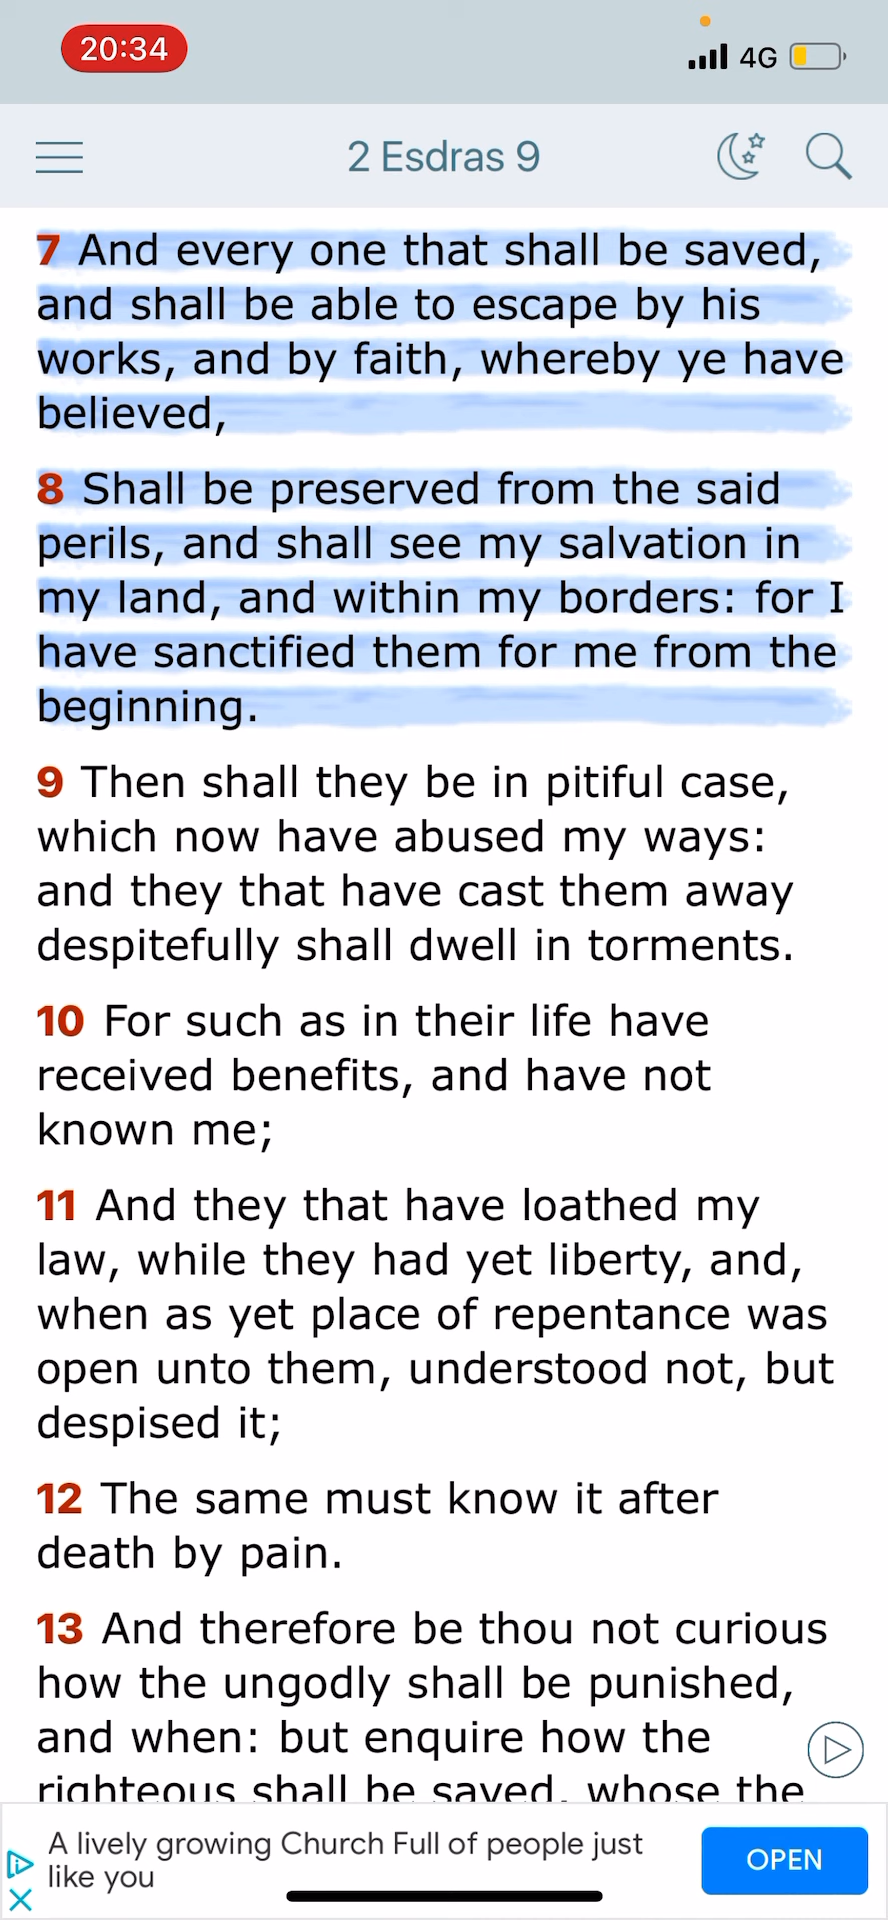 20:34
4G
2 Esdras 9
7 And every one that shall be saved,
and shall be able to escape by his
works, and by faith, whereby ye have
believed,
8 Shall be preserved from the said
perils, and shall see my salvation in
my land, and within my borders: for I
have sanctified them for me from the
beginning.
9 Then shall they be in pitiful case,
which now have abused my ways:
and they that have cast them away
despitefully shall dwell in torments.
10 For such as in their life have
received benefits, and have not
known me;
11 And they that have loathed my
law, while they had yet liberty, and,
when as yet place of repentance was
open unto them, understood not, but
despised it;
12 The same must know it after
death by pain.
13 And therefore be thou not curious
how the ungodly shall be punished,
and when: but enquire how the
righteous shall be saved, whose the
A lively growing Church Full of people just
like you
OPEN